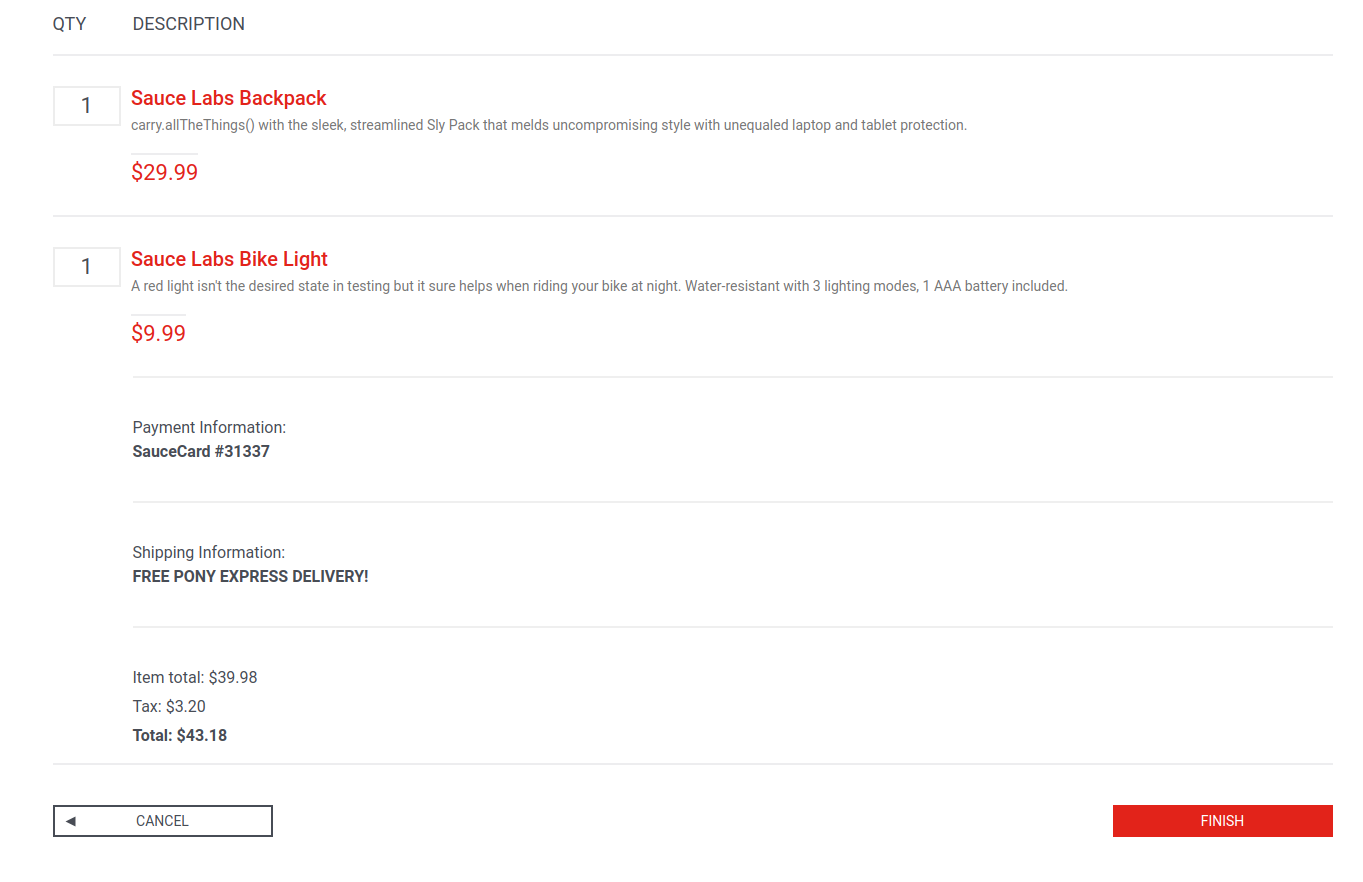 QTY DESCRIPTION
1 Sauce Labs Backpack
carry.allTheThings() with the sleek, streamlined Sly Pack that melds uncompromising style with unequaled laptop and tablet protection.
$29.99
1 Sauce Labs Bike Light
A red light isn't the desired state in testing but it sure helps when riding your bike at night. Water-resistant with 3 lighting modes, 1 AAA battery included.
$9.99
Payment Information:
SauceCard #31337
Shipping Information:
FREE PONY EXPRESS DELIVERY!
Item total: $39.98
Tax: $3.20
Total: $43.18
CANCEL FINISH